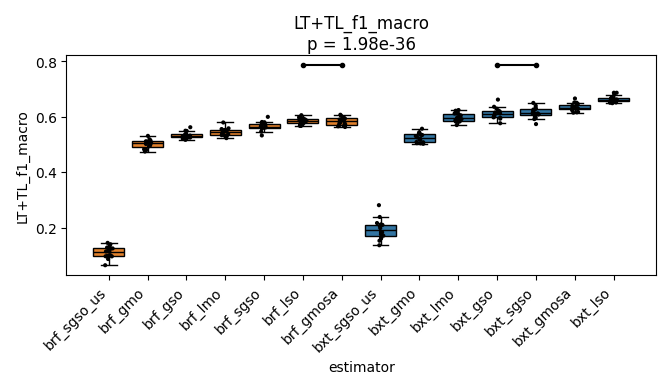 LT+TL_f1_macro
p = 1.98e-36
LT+TL_f1_macro
0.8
0.6
0.4
0.2
brf_sgso_us
brf_gmo
brf_gso
brf_lmo
brf_sgso
brf_lso
brf_gmosa
bxt_sgso_us
bxt_gmo
bxt_lmo
bxt_gso
bxt_sgso
bxt_gmosa
bxt_lso
estimator